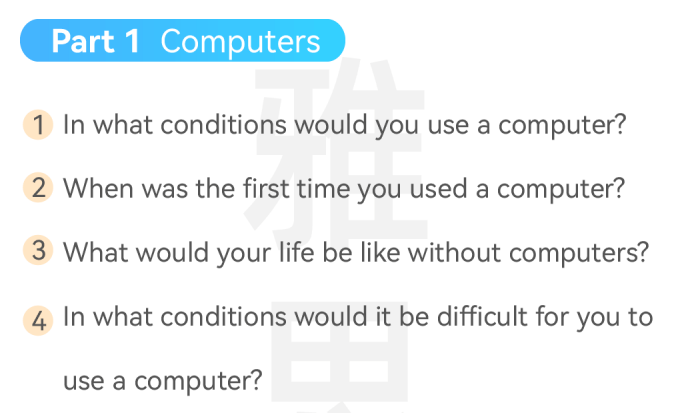 Part 1 Computers
1 In what conditions would you use a computer?
2 When was the first time you used a computer?
3 What would your life be like without computers?
4 In what conditions would it be difficult for you to
use a computer?
雅